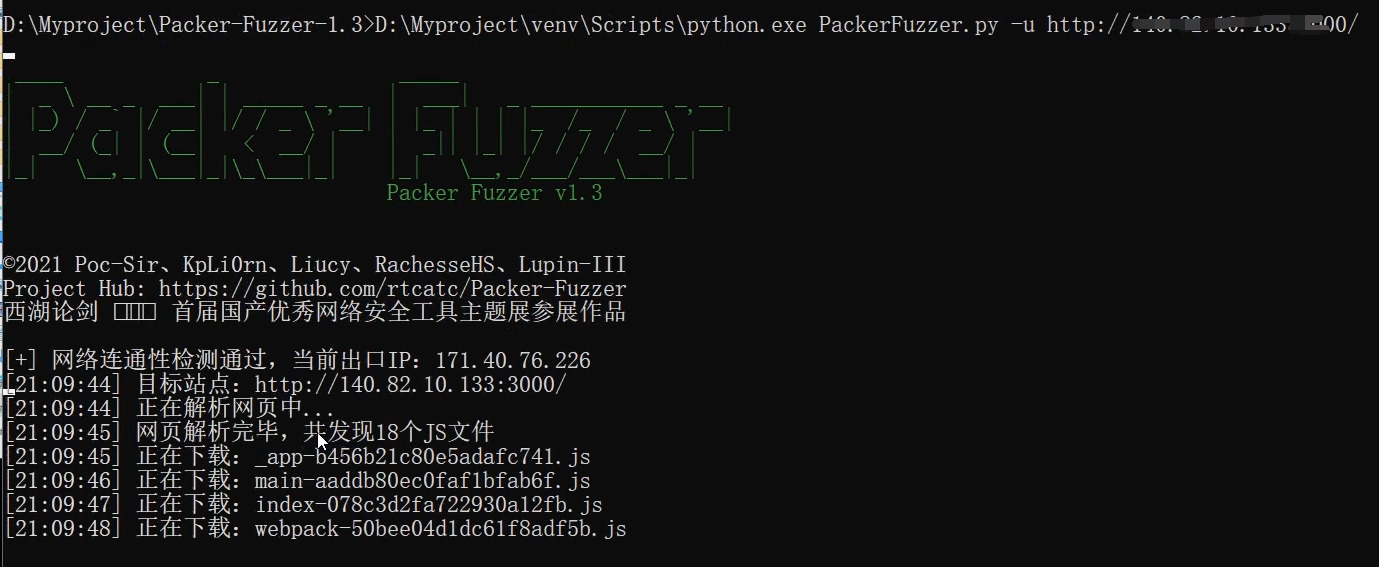 D:\Myproject\Packer-Fuzzer-1.3>D:\Myproject\venv\Scripts\python.exe PackerFuzzer.py -u http://
Packer Fuzzer
Packer Fuzzer v1.3
©2021 Poc-Sir、KpLi0rn、Liucy、RachesseHS、Lupin-III
Project Hub: https://github.com/rtcatc/Packer-Fuzzer
西湖论剑 □□□ 首届国产优秀网络安全工具主题展参展作品
[+] 网络连通性检测通过，当前出口IP: 171.40.76.226
[21:09:44] 目标站点：http://140.82.10.133:3000/
[21:09:44] 正在解析网页中...
[21:09:45] 网页解析完毕，共发现18个JS文件
[21:09:45] 正在下载：_app-b456b21c80e5adafc741.js
[21:09:46] 正在下载：main-aaddb80ec0faf1bfab6f.js
[21:09:47] 正在下载：index-078c3d2fa722930a12fb.js
[21:09:48] 正在下载：webpack-50bee04d1dc61f8adf5b.js